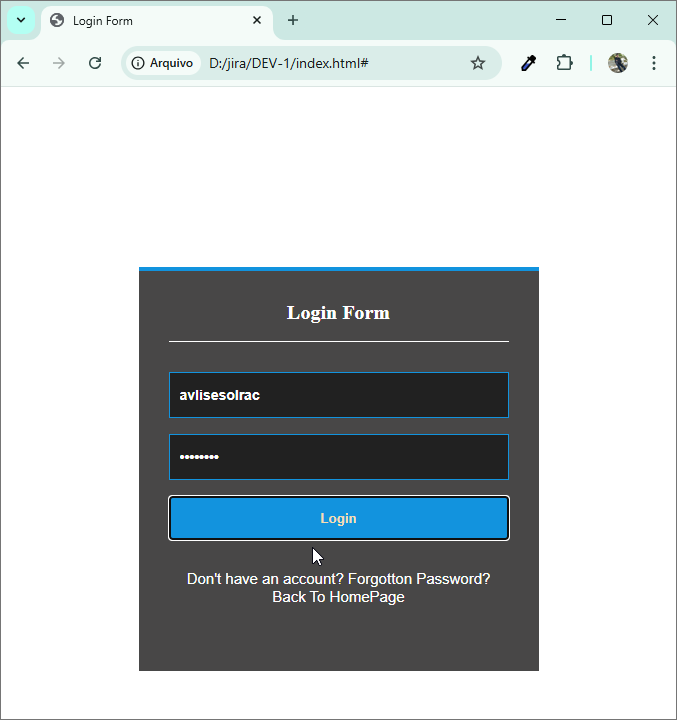 Login Form
Arquivo D:/jira/DEV-1/index.html#
Login Form
avlisesolrac
••••••••
Login
Don't have an account? Forgotton Password?
Back To HomePage